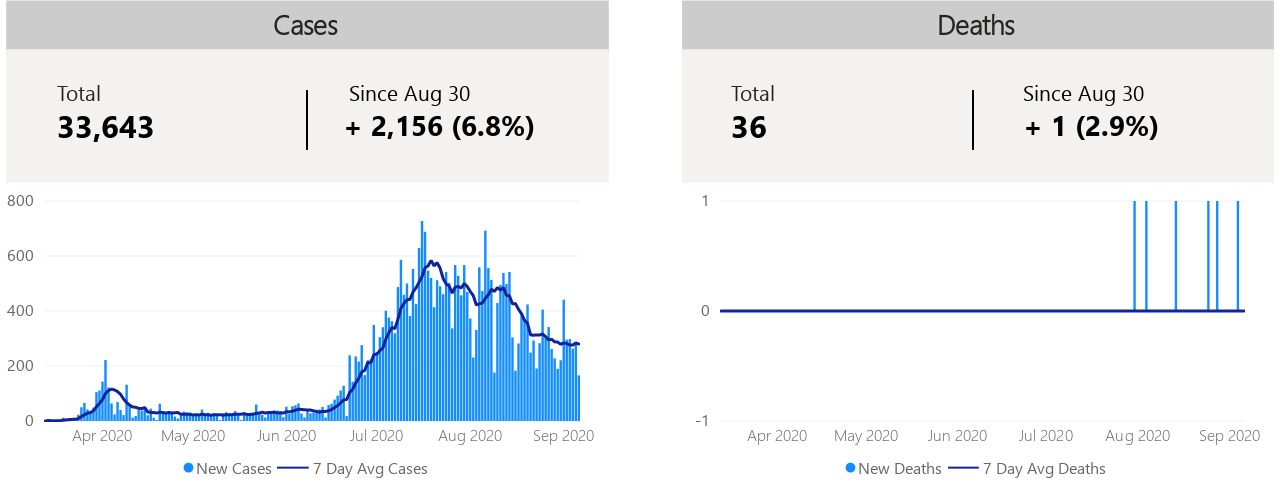 Cases
Total
33,643
Since Aug 30
+ 2,156 (6.8%)
800
600
400
200
0
Apr 2020 May 2020 Jun 2020 Jul 2020 Aug 2020 Sep 2020
New Cases 7 Day Avg Cases
Deaths
Total
36
Since Aug 30
+ 1 (2.9%)
1
0
-1
Apr 2020 May 2020 Jun 2020 Jul 2020 Aug 2020 Sep 2020
New Deaths 7 Day Avg Deaths